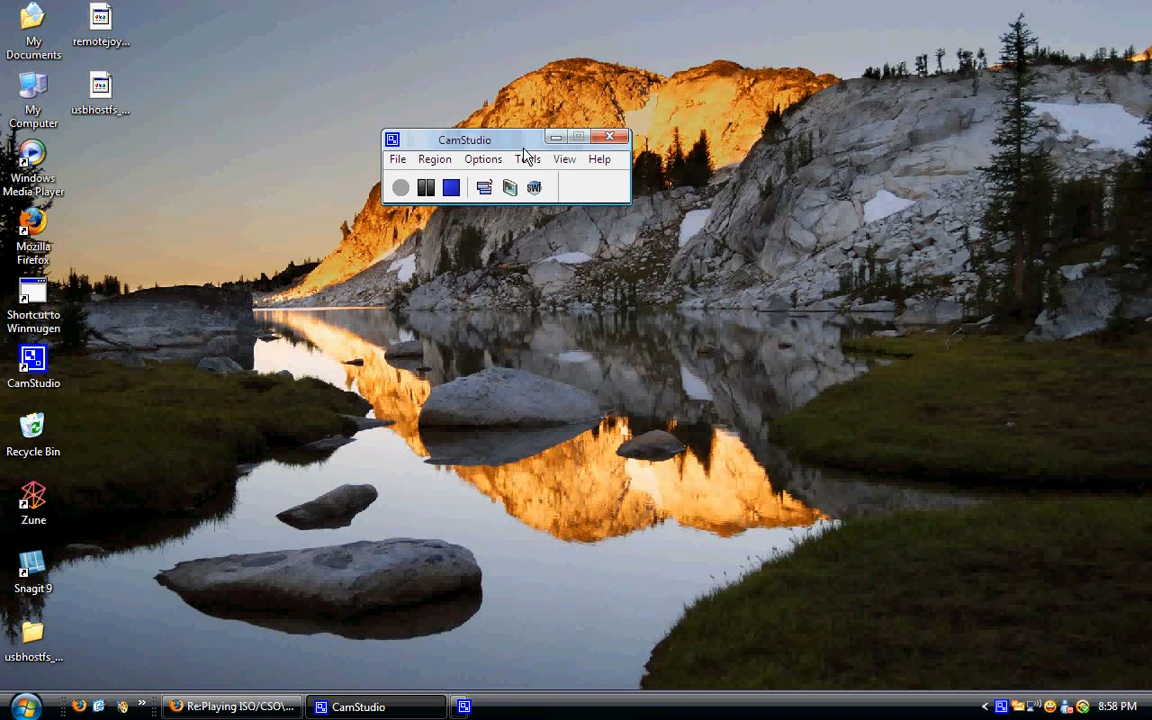 My
Documents
remotejoy...
My
Computer
usbhostfs_...
Windows
Media Player
Mozilla
Firefox
Shortcut to
Winmugen
CamStudio
Recycle Bin
Zune
Snagit 9
usbhostfs_...
CamStudio
File Region Options Tools View Help
SWF
Re:Playing ISO/CSO\... CamStudio
8:58 PM